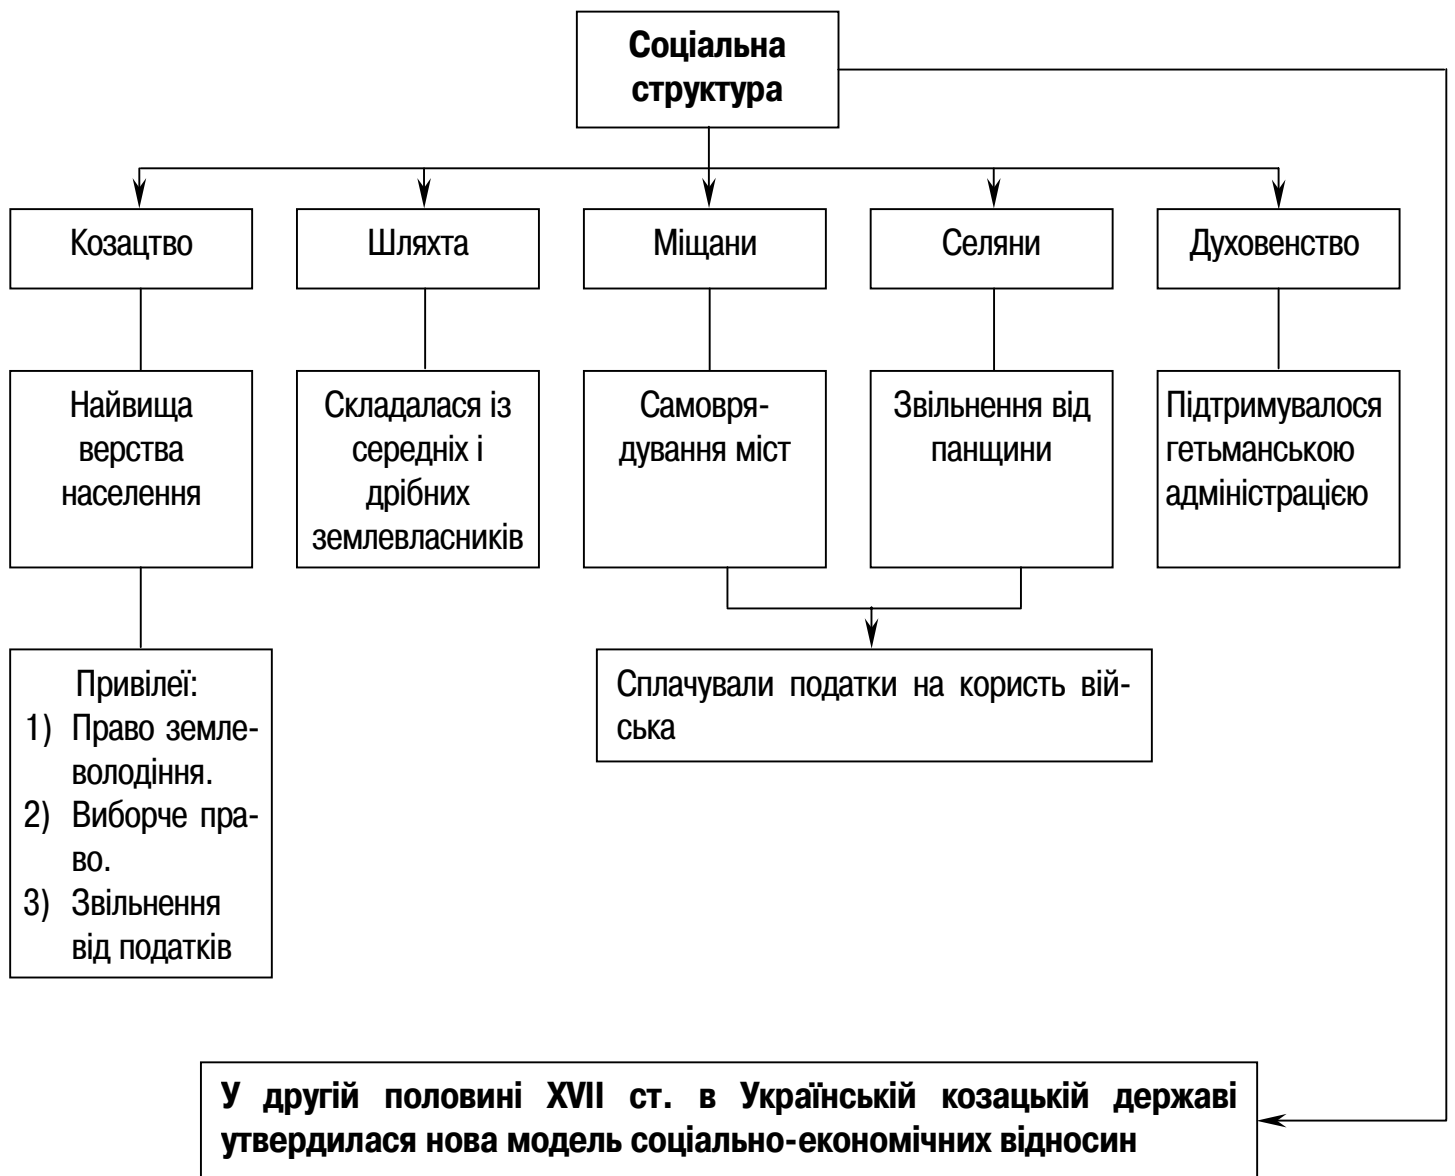 Соціальна
структура
Козацтво
Шляхта
Міщани
Селяни
Духовенство
Найвища
верства
населення
Складалася із
середніх і
дрібних
землевласників
Самовря-
дування міст
Звільнення від
панщини
Підтримувалося
гетьманською
адміністрацією
Привілеї:
1) Право земле-
володіння.
2) Виборче пра-
во.
3) Звільнення
від податків
Сплачували податки на користь вій-
ська
У другій половині XVII ст. в Українській козацькій державі
утвердилася нова модель соціально-економічних відносин